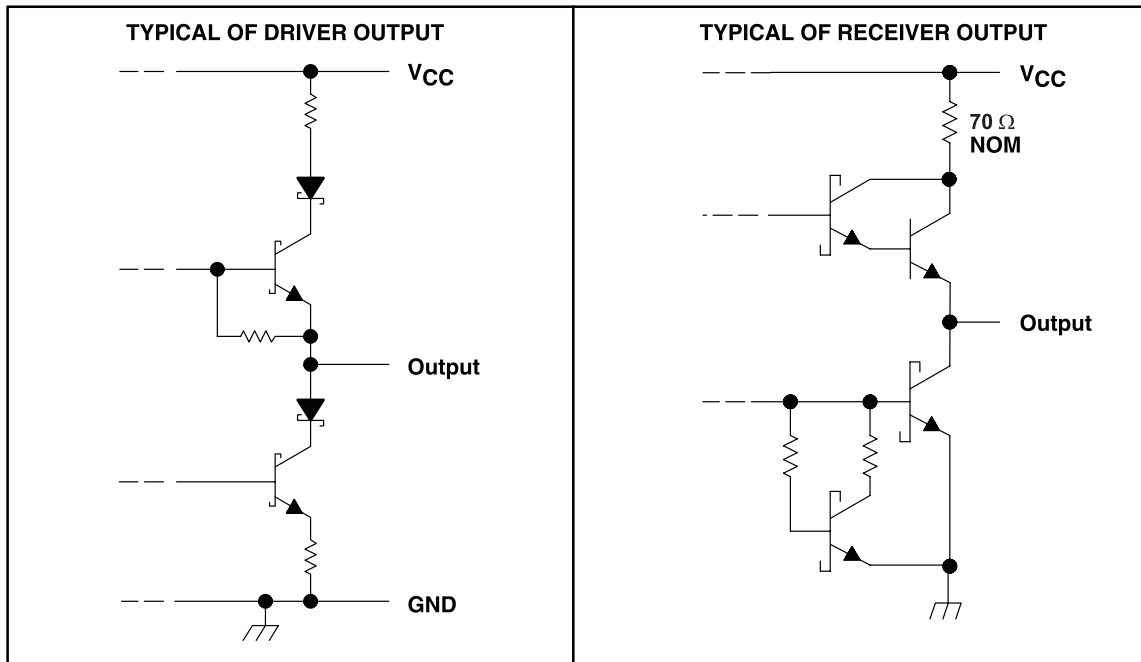 TYPICAL OF DRIVER OUTPUT
VCC
Output
GND
TYPICAL OF RECEIVER OUTPUT
VCC
70 Ω
NOM
Output